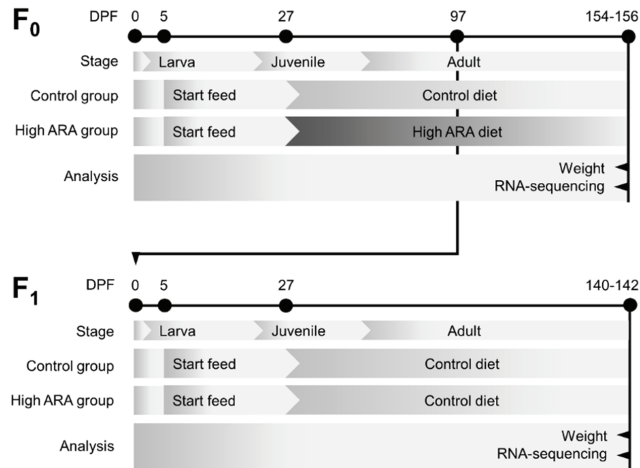 F0 DPF 0 5 27 97 154-156
Stage Larva Juvenile Adult
Control group Start feed Control diet
High ARA group Start feed High ARA diet
Analysis Weight
RNA-sequencing
F1 DPF 0 5 27 140-142
Stage Larva Juvenile Adult
Control group Start feed Control diet
High ARA group Start feed Control diet
Analysis Weight
RNA-sequencing